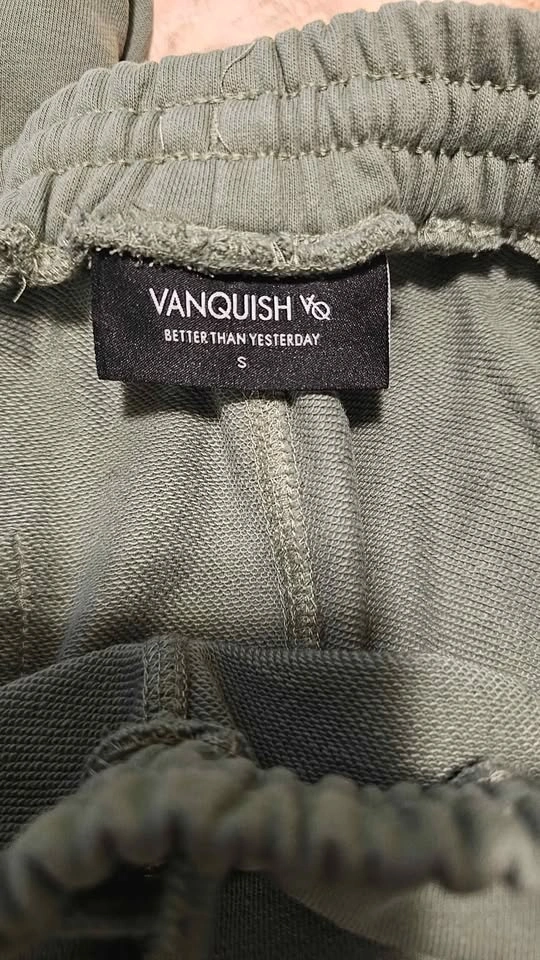 VANQUISH VQ
BETTER THAN YESTERDAY
S